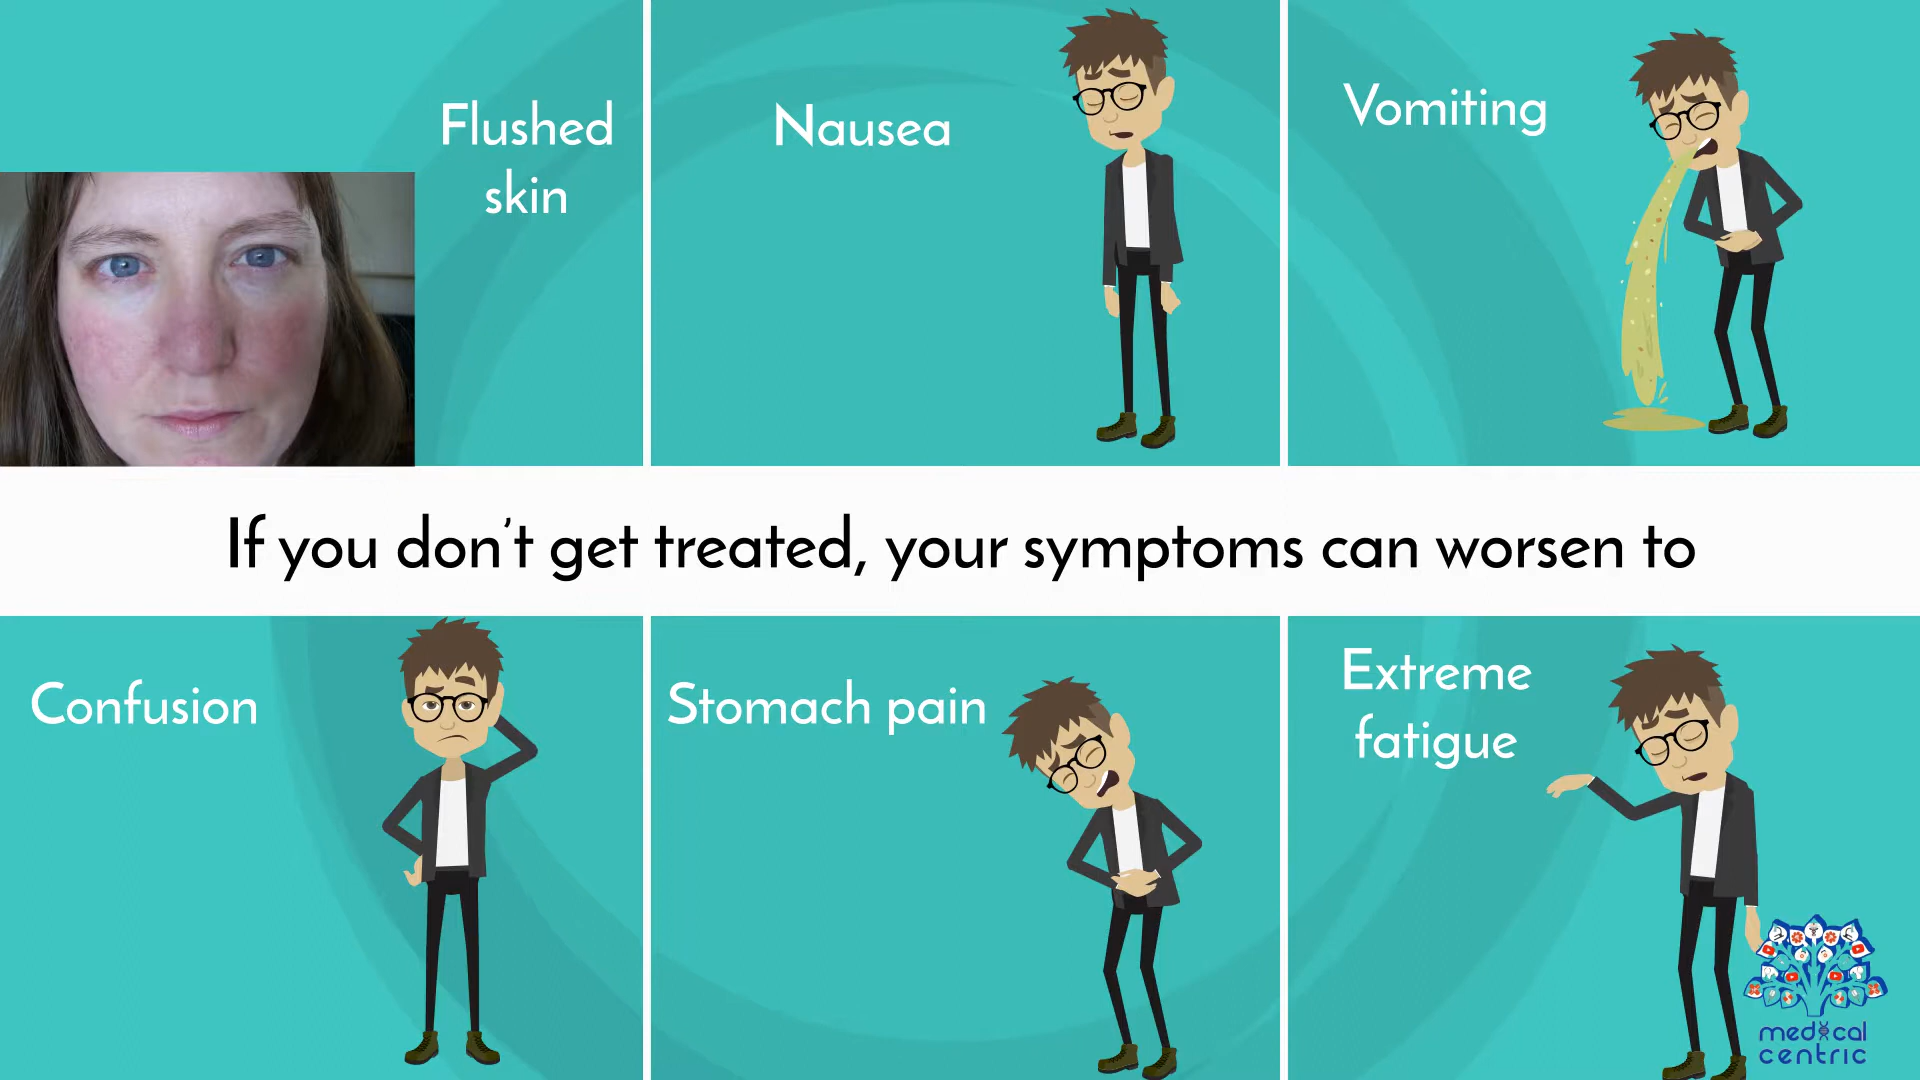 Flushed
skin
Nausea
Vomiting
If you don't get treated, your symptoms can worsen to
Confusion
Stomach pain
Extreme
fatigue
medical
centric